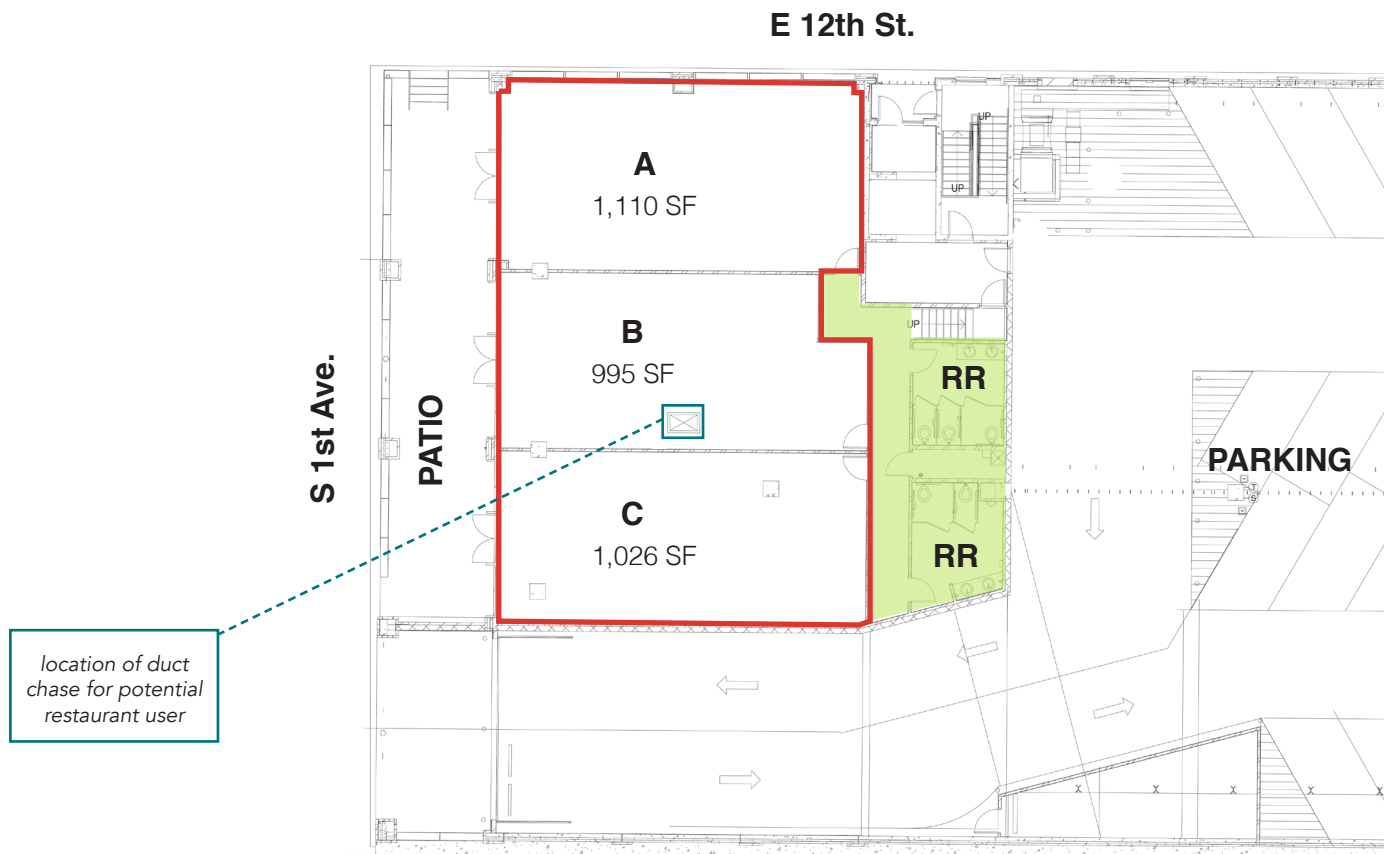 E 12th St.
UP
UP
A
1,110 SF
B
995 SF
UP
RR
S 1st Ave.
PATIO
PARKING
C
1,026 SF
RR
location of duct
chase for potential
restaurant user